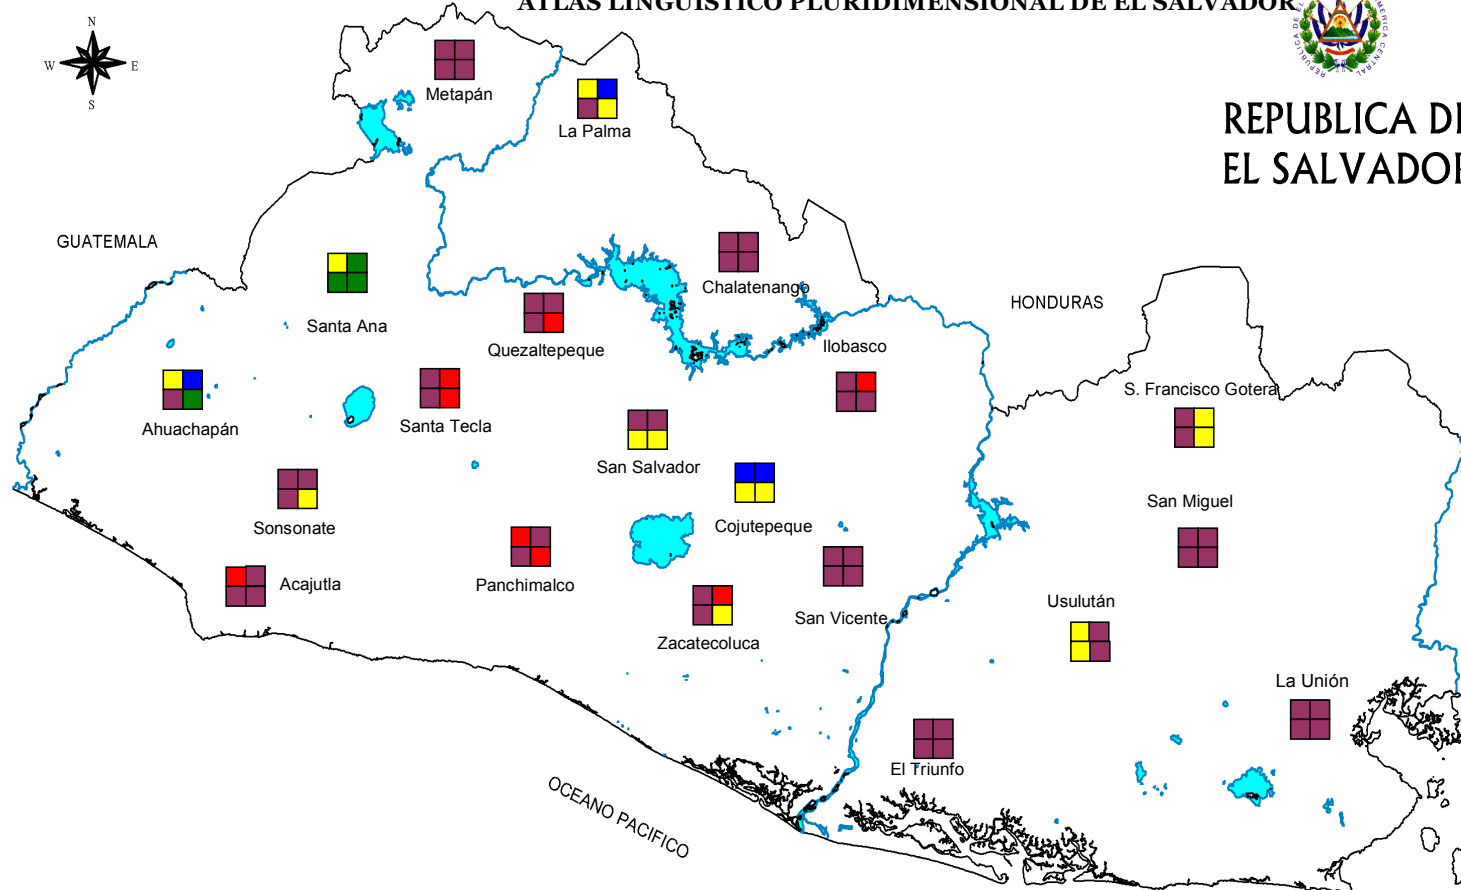 ATLAS LINGÜÍSTICO PLURIDIMENSIONAL DE EL SALVADOR
N
W
E
S
REPUBLICA DE
EL SALVADOR
Metapán
La Palma
GUATEMALA
Chalatenango
HONDURAS
Santa Ana
Quezaltepeque
Ilobasco
S. Francisco Gotera
Ahuachapán
Santa Tecla
San Salvador
San Miguel
Sonsonate
Cojutepeque
Acajutla
Panchimalco
Usulután
San Vicente
Zacatecoluca
La Unión
El Triunfo
OCEANO PACIFICO